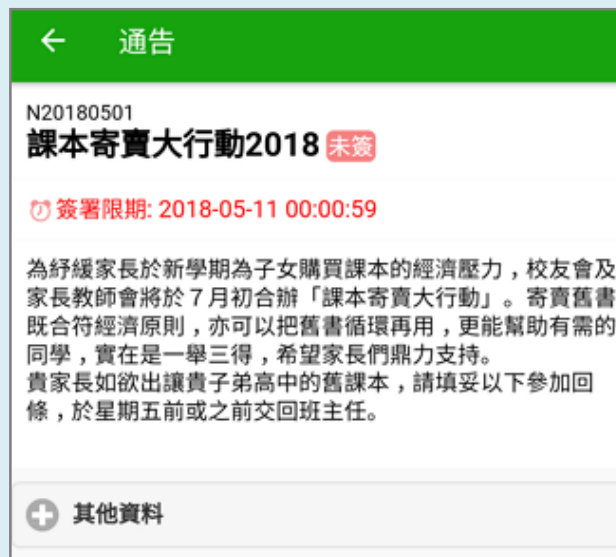 通告
N20180501
課本寄賣大行動2018 未簽
簽署限期: 2018-05-11 00:00:59
為紓緩家長於新學期為子女購買課本的經濟壓力，校友會及
家長教師會將於７月初合辦「課本寄賣大行動」。寄賣舊書
既合符經濟原則，亦可以把舊書循環再用，更能幫助有需的
同學，實在是一舉三得，希望家長們鼎力支持。
貴家長如欲出讓貴子弟高中的舊課本，請填妥以下參加回
條，於星期五前或之前交回班主任。
其他資料